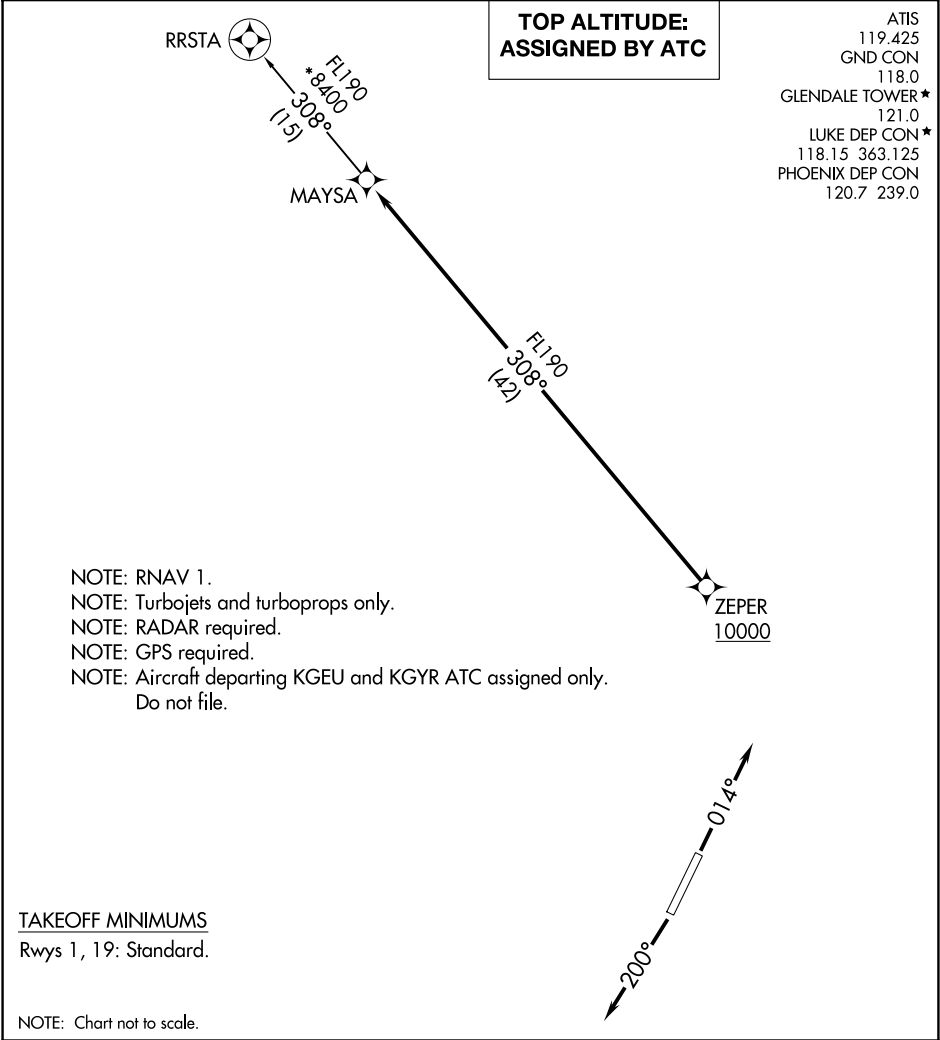 TOP ALTITUDE:
ASSIGNED BY ATC
ATIS
119.425
GND CON
118.0
GLENDALE TOWER★
121.0
LUKE DEP CON★
118.15 363.125
PHOENIX DEP CON
120.7 239.0
RRSTA
FL190
*8400
308°
(15)
MAYSA
FL190
308°
(42)
ZEPER
10000
NOTE: RNAV 1.
NOTE: Turbojets and turboprops only.
NOTE: RADAR required.
NOTE: GPS required.
NOTE: Aircraft departing KGEU and KGYR ATC assigned only.
Do not file.
014°
200°
TAKEOFF MINIMUMS
Rwys 1, 19: Standard.
NOTE: Chart not to scale.